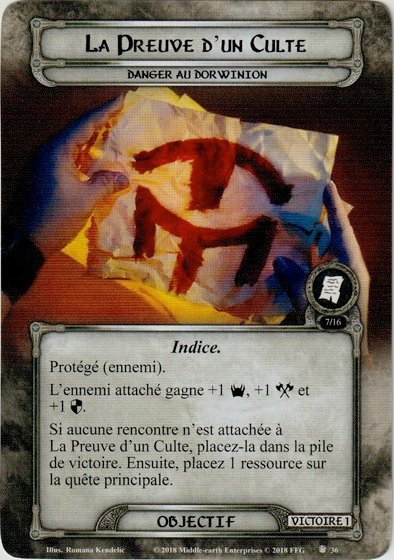 La Preuve d'un Culte
Danger au Dorwinion
7/16
Indice.
Protégé (ennemi).
L'ennemi attaché gagne +1 , +1 et
+1 .
Si aucune rencontre n'est attachée à
La Preuve d'un Culte, placez-la dans la pile
de victoire. Ensuite, placez 1 ressource sur
la quête principale.
Objectif
Victoire 1
Illus. Romana Kendelic ©2018 Middle-earth Enterprises ©2018 FFG 36